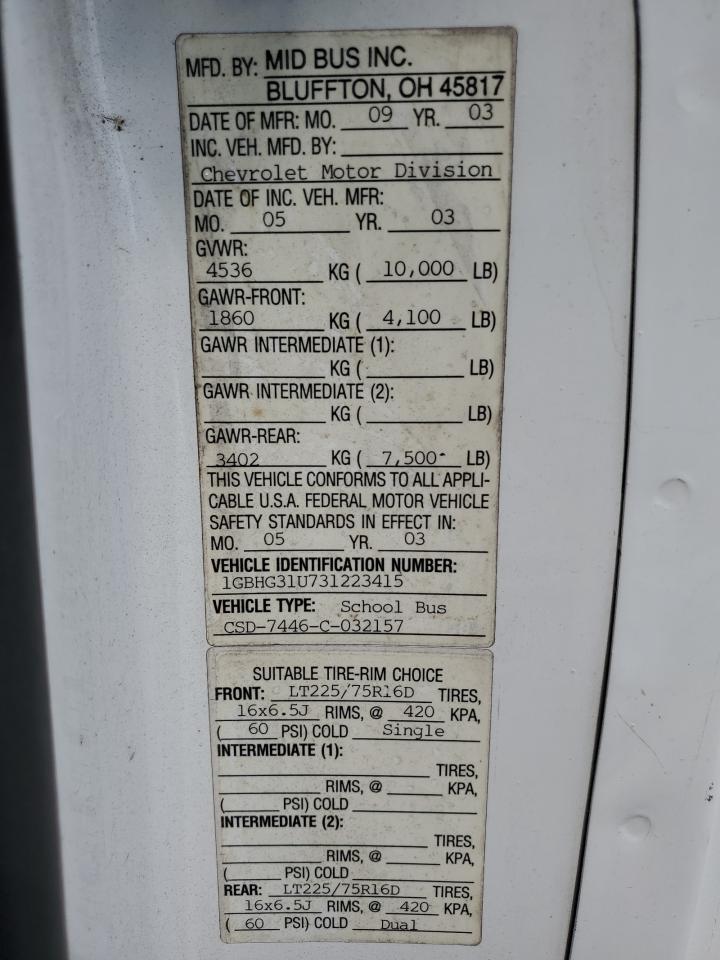 MFD. BY: MID BUS INC.
BLUFFTON, OH 45817
DATE OF MFR: MO. 09 YR. 03
INC. VEH. MFD. BY:
Chevrolet Motor Division
DATE OF INC. VEH. MFR:
MO. 05 YR. 03
GVWR:
4536 KG ( 10,000 LB)
GAWR-FRONT:
1860 KG ( 4,100 LB)
GAWR INTERMEDIATE (1):
KG ( LB)
GAWR INTERMEDIATE (2):
KG ( LB)
GAWR-REAR:
3402 KG ( 7,500 LB)
THIS VEHICLE CONFORMS TO ALL APPLI-
CABLE U.S.A. FEDERAL MOTOR VEHICLE
SAFETY STANDARDS IN EFFECT IN:
MO. 05 YR. 03
VEHICLE IDENTIFICATION NUMBER:
1GBHG31U731223415
VEHICLE TYPE: School Bus
CSD-7446-C-032157
SUITABLE TIRE-RIM CHOICE
FRONT: LT225/75R16D TIRES,
16x6.5J RIMS, @ 420 KPA,
( 60 PSI) COLD Single
INTERMEDIATE (1):
TIRES,
RIMS, @ KPA,
( PSI) COLD
INTERMEDIATE (2):
TIRES,
RIMS, @ KPA,
( PSI) COLD
REAR: LT225/75R16D TIRES,
16x6.5J RIMS, @ 420 KPA,
( 60 PSI) COLD Dual